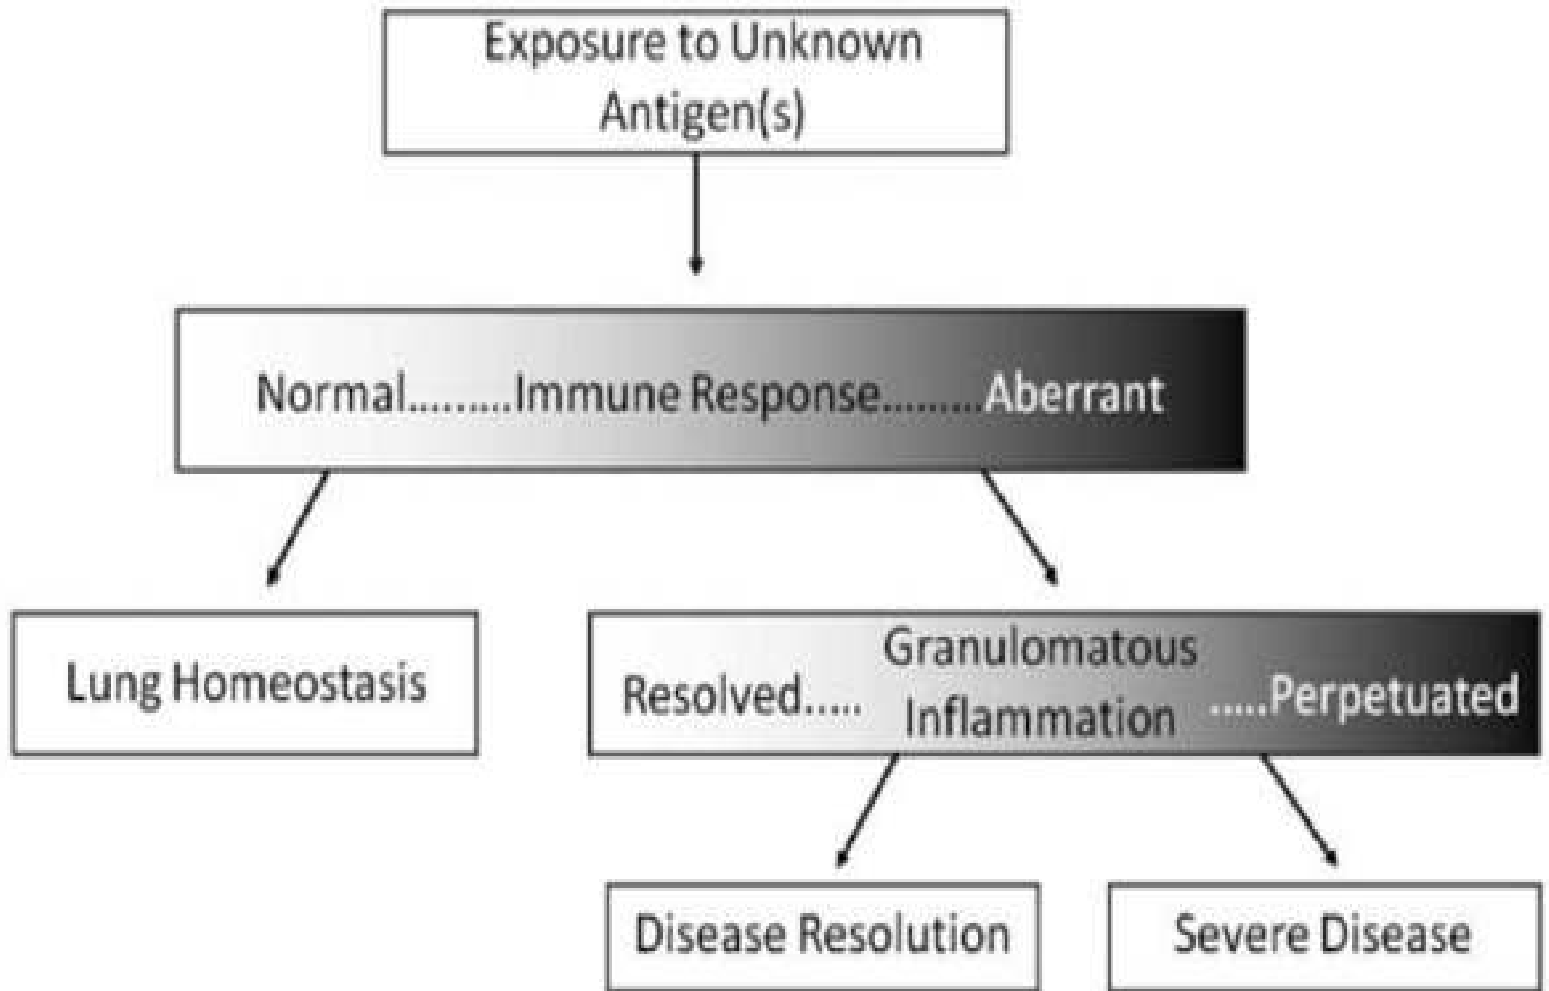 Exposure to Unknown
Antigen(s)
Normal.........Immune Response.........Aberrant
Lung Homeostasis
Granulomatous
Resolved..... .....Perpetuated
Inflammation
Disease Resolution
Severe Disease